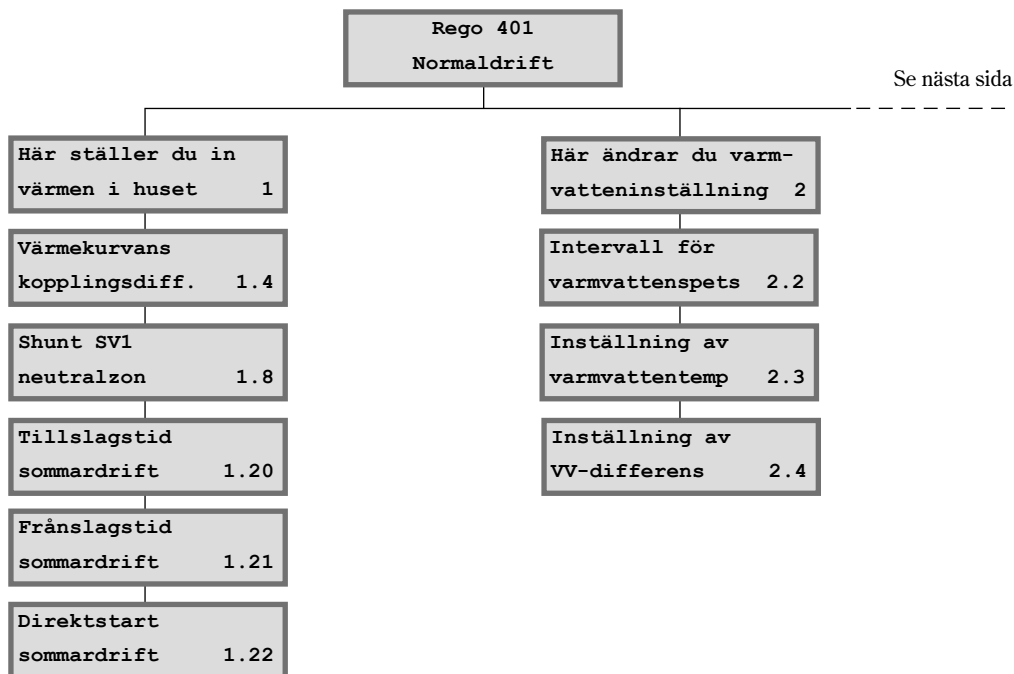 Rego 401
Normaldrift
Se nästa sida
Här ställer du in
värmen i huset 1
Värmekurvans
kopplingsdiff. 1.4
Shunt SV1
neutralzon 1.8
Tillslagstid
sommardrift 1.20
Frånslagstid
sommardrift 1.21
Direktstart
sommardrift 1.22
Här ändrar du varm-
vatteninställning 2
Intervall för
varmvattenspets 2.2
Inställning av
varmvattentemp 2.3
Inställning av
VV-differens 2.4